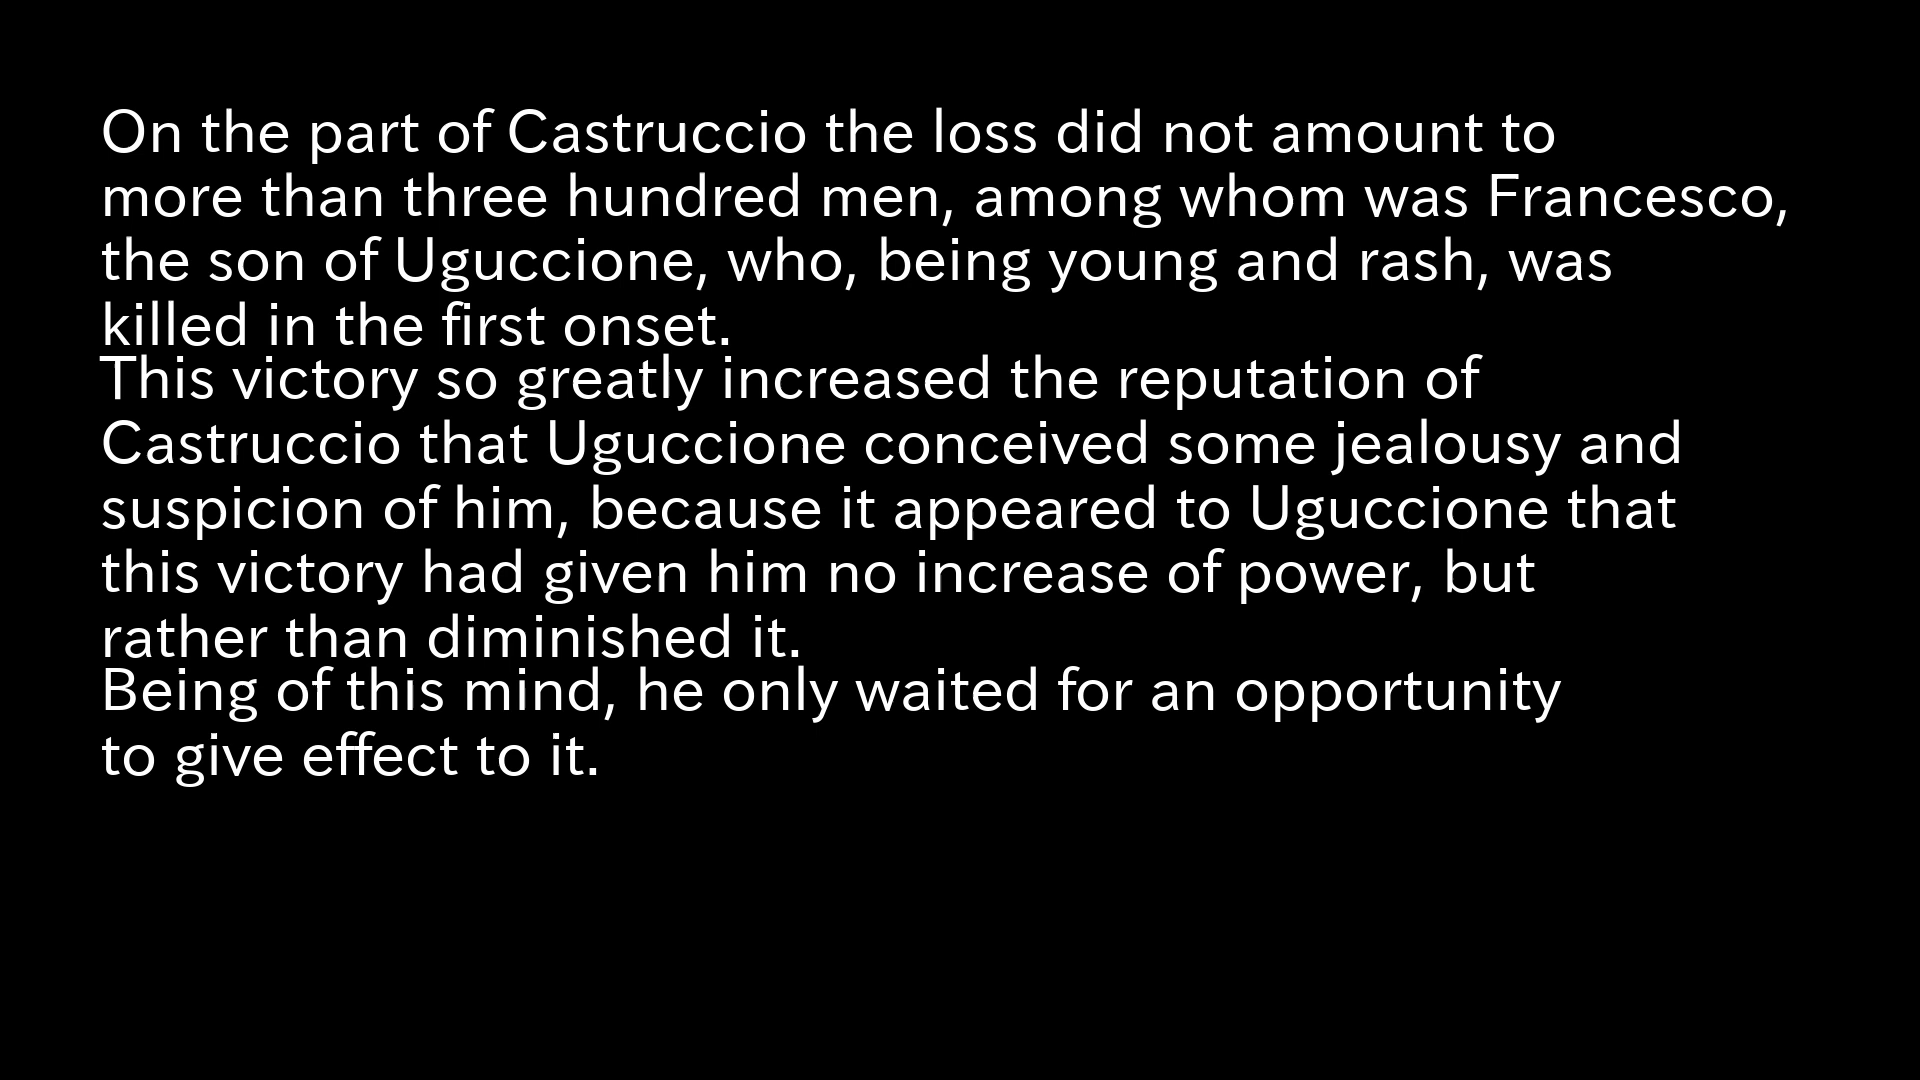 On the part of Castruccio the loss did not amount to
more than three hundred men, among whom was Francesco,
the son of Uguccione, who, being young and rash, was
killed in the first onset.
This victory so greatly increased the reputation of
Castruccio that Uguccione conceived some jealousy and
suspicion of him, because it appeared to Uguccione that
this victory had given him no increase of power, but
rather than diminished it.
Being of this mind, he only waited for an opportunity
to give effect to it.